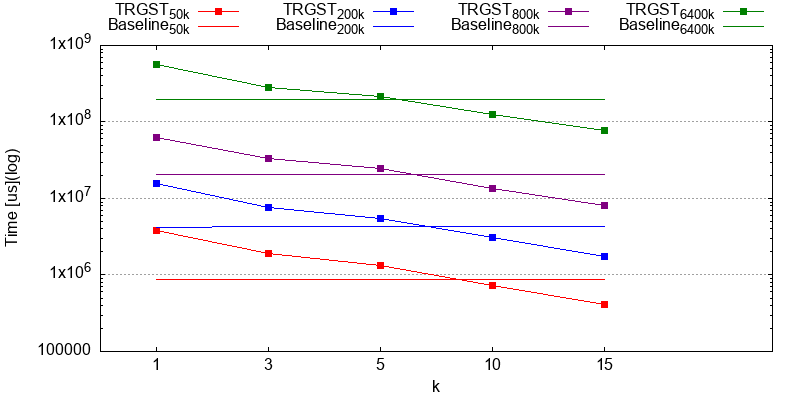 TRGST50k TRGST200k TRGST800k TRGST6400k
Baseline50k Baseline200k Baseline800k Baseline6400k
1x10^9
1x10^8
1x10^7
1x10^6
100000
Time [us](log)
1 3 5 10 15
k